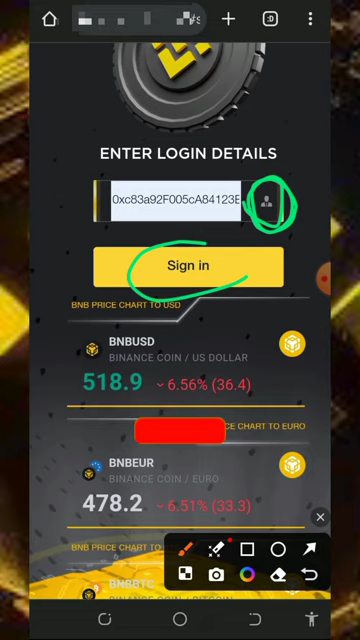 :D
ENTER LOGIN DETAILS
0xc83a92F005cA84123E
Sign in
BNB PRICE CHART TO USD
BNBUSD
BINANCE COIN / US DOLLAR
518.9
6.56% (36.4)
CE CHART TO EURO
BNBEUR
BINANCE COIN / EURO
478.2
6.51% (33.3)
BNB PRICE CHART TO
BNBBTC